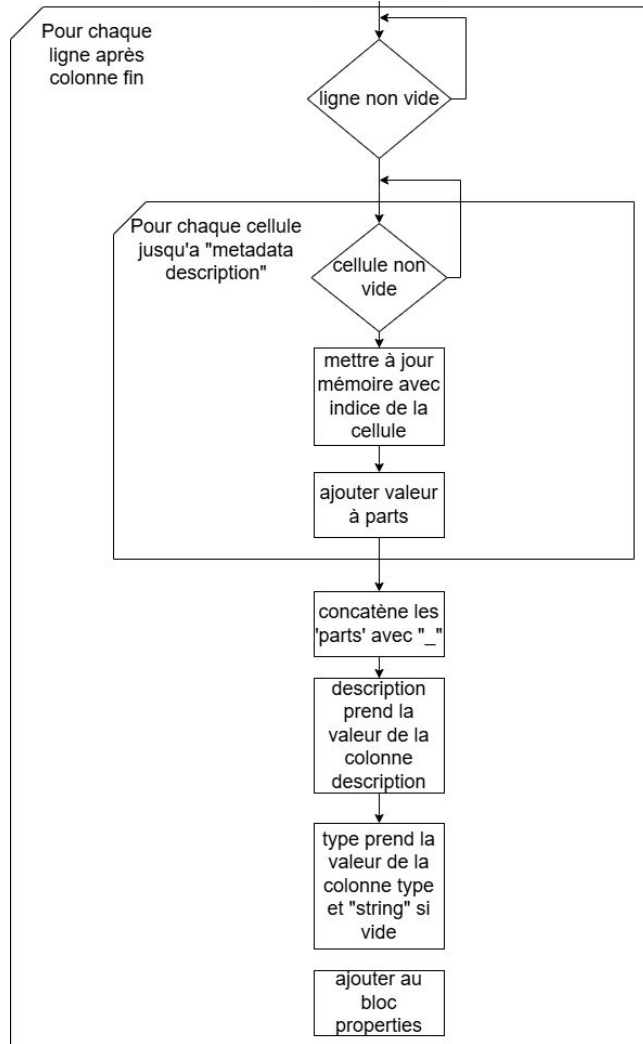 Pour chaque
ligne après
colonne fin
ligne non vide
Pour chaque cellule
jusqu'a "metadata
description"
cellule non
vide
mettre à jour
mémoire avec
indice de la
cellule
ajouter valeur
à parts
concatène les
'parts' avec "_"
description
prend la
valeur de la
colonne
description
type prend la
valeur de la
colonne type
et "string" si
vide
ajouter au
bloc
properties